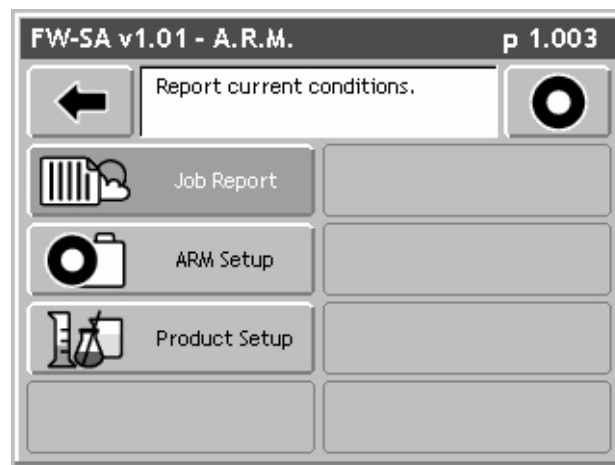 FW-SA v1.01 - A.R.M. p 1.003
Report current conditions.
Job Report
ARM Setup
Product Setup